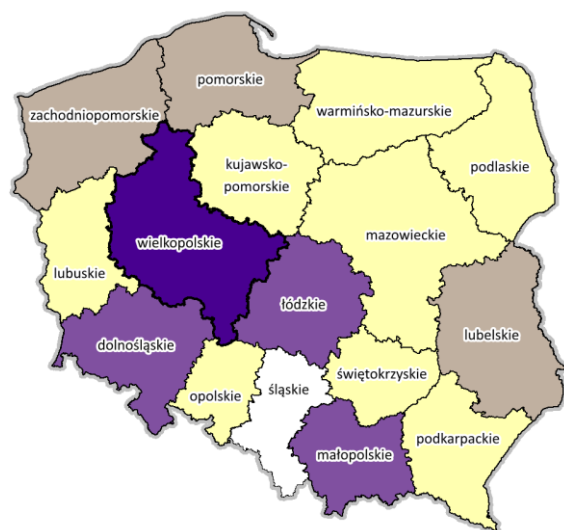 pomorskie
zachodniopomorskie
warmińsko-mazurskie
kujawsko-
pomorskie
podlaskie
wielkopolskie
mazowieckie
lubuskie
łódzkie
lubelskie
dolnośląskie
świętokrzyskie
opolskie
śląskie
podkarpackie
małopolskie